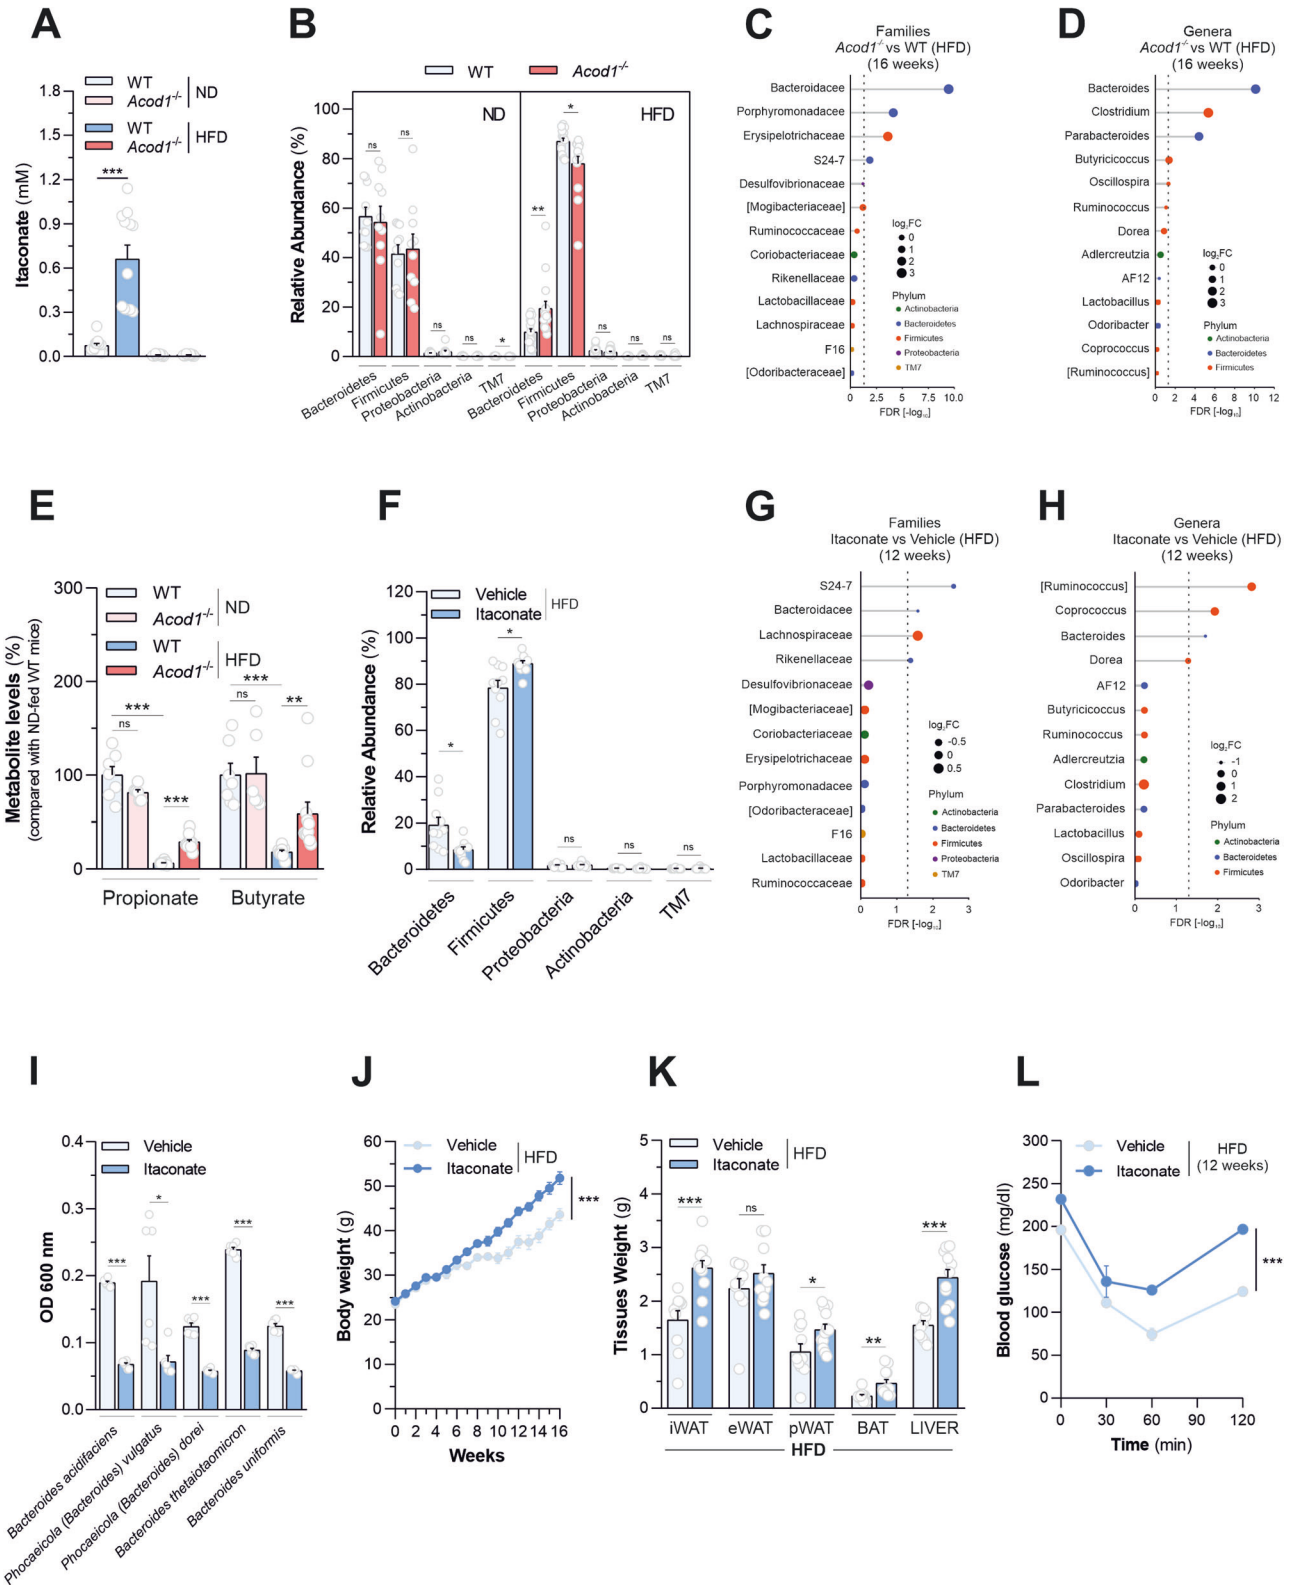 A
WT
Acod1-/-
ND
WT
Acod1-/-
HFD
Itaconate (mM)
1.8
1.5
1.2
0.9
0.6
0.3
0.0
***
B
WT
Acod1-/-
Relative Abundance (%)
100
80
60
40
20
0
ND
HFD
ns
ns
ns
ns
*
**
*
ns
ns
ns
Bacteroidetes
Firmicutes
Proteobacteria
Actinobacteria
TM7
Bacteroidetes
Firmicutes
Proteobacteria
Actinobacteria
TM7
C
Families
Acod1-/- vs WT (HFD)
(16 weeks)
Bacteroidacee
Porphyromonadacee
Erysipelotrichaceae
S24-7
Desulfovibrionaceae
[Mogibacteriaceae]
Ruminococcaceae
Coriobacteriaceae
Rikenellaceae
Lactobacillaceae
Lachnospiraceae
F16
[Odoribacteraceae]
log2FC
0
1
2
3
Phylum
Actinobacteria
Bacteroidetes
Firmicutes
Proteobacteria
TM7
0 2.5 5 7.5 10.0
FDR [-log10]
D
Genera
Acod1-/- vs WT (HFD)
(16 weeks)
Bacteroides
Clostridium
Parabacteroides
Butyricicoccus
Oscillospira
Ruminococcus
Dorea
Adlercreutzia
AF12
Lactobacillus
Odoribacter
Coprococcus
[Ruminococcus]
log2FC
0
1
2
3
Phylum
Actinobacteria
Bacteroidetes
Firmicutes
0 2 4 6 8 10 12
FDR [-log10]
E
WT
Acod1-/-
ND
WT
Acod1-/-
HFD
Metabolite levels (%)
(compared with ND-fed WT mice)
300
200
100
0
***
ns
***
***
ns
**
Propionate
Butyrate
F
Vehicle
Itaconate
HFD
Relative Abundance (%)
120
100
80
60
40
20
0
*
*
ns
ns
ns
Bacteroidetes
Firmicutes
Proteobacteria
Actinobacteria
TM7
G
Families
Itaconate vs Vehicle (HFD)
(12 weeks)
S24-7
Bacteroidacee
Lachnospiraceae
Rikenellaceae
Desulfovibrionaceae
[Mogibacteriaceae]
Coriobacteriaceae
Erysipelotrichaceae
Porphyromonadacee
[Odoribacteraceae]
F16
Lactobacillaceae
Ruminococcaceae
log2FC
-0.5
0
0.5
Phylum
Actinobacteria
Bacteroidetes
Firmicutes
Proteobacteria
TM7
0 1 2 3
FDR [-log10]
H
Genera
Itaconate vs Vehicle (HFD)
(12 weeks)
[Ruminococcus]
Coprococcus
Bacteroides
Dorea
AF12
Butyricicoccus
Ruminococcus
Adlercreutzia
Clostridium
Parabacteroides
Lactobacillus
Oscillospira
Odoribacter
log2FC
-1
0
1
2
Phylum
Actinobacteria
Bacteroidetes
Firmicutes
0 1 2 3
FDR [-log10]
I
Vehicle
Itaconate
OD 600 nm
0.4
0.3
0.2
0.1
0.0
***
*
***
***
***
Bacteroides acidifaciens
Phocaeicola (Bacteroides) vulgatus
Phocaeicola (Bacteroides) dorei
Bacteroides thetaiotaomicron
Bacteroides uniformis
J
Vehicle
Itaconate
HFD
Body weight (g)
60
50
40
30
20
10
0
***
0 2 4 6 8 10 12 14 16
Weeks
K
Vehicle
Itaconate
HFD
Tissues Weight (g)
5
4
3
2
1
0
***
ns
*
**
***
iWAT
eWAT
pWAT
BAT
LIVER
HFD
L
Vehicle
Itaconate
HFD
(12 weeks)
Blood glucose (mg/dl)
300
250
200
150
100
50
0
***
0 30 60 90 120
Time (min)